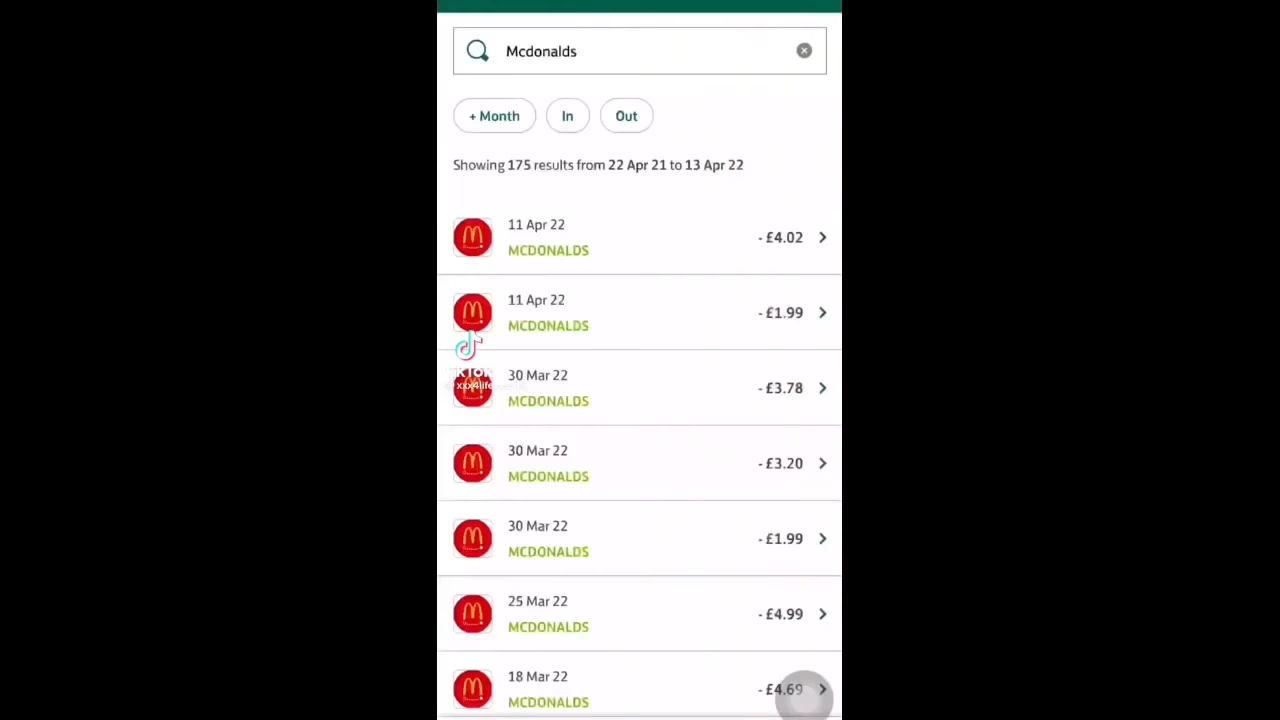 Mcdonalds
+ Month
In
Out
Showing 175 results from 22 Apr 21 to 13 Apr 22
11 Apr 22
MCDONALDS
- £4.02
11 Apr 22
MCDONALDS
- £1.99
TikTok
30 Mar 22
MCDONALDS
- £3.78
30 Mar 22
MCDONALDS
- £3.20
30 Mar 22
MCDONALDS
- £1.99
25 Mar 22
MCDONALDS
- £4.99
18 Mar 22
MCDONALDS
- £4.69